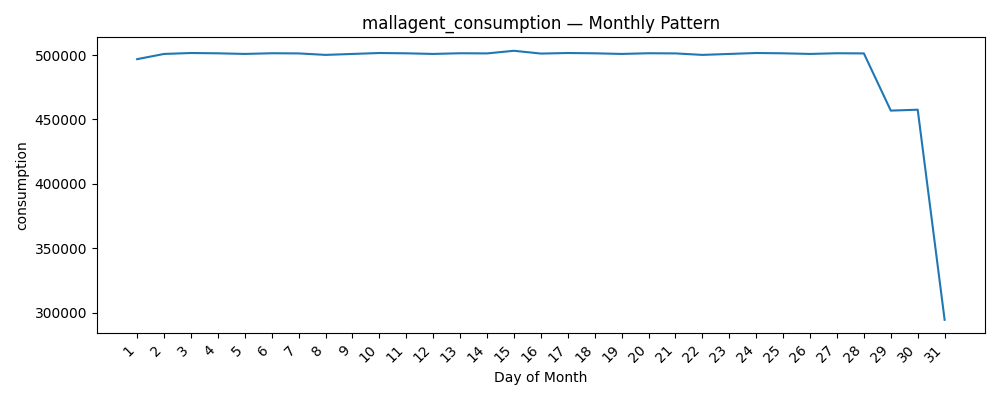 mallagent_consumption — Monthly Pattern
consumption
500000
450000
400000
350000
300000
1 2 3 4 5 6 7 8 9 10 11 12 13 14 15 16 17 18 19 20 21 22 23 24 25 26 27 28 29 30 31
Day of Month